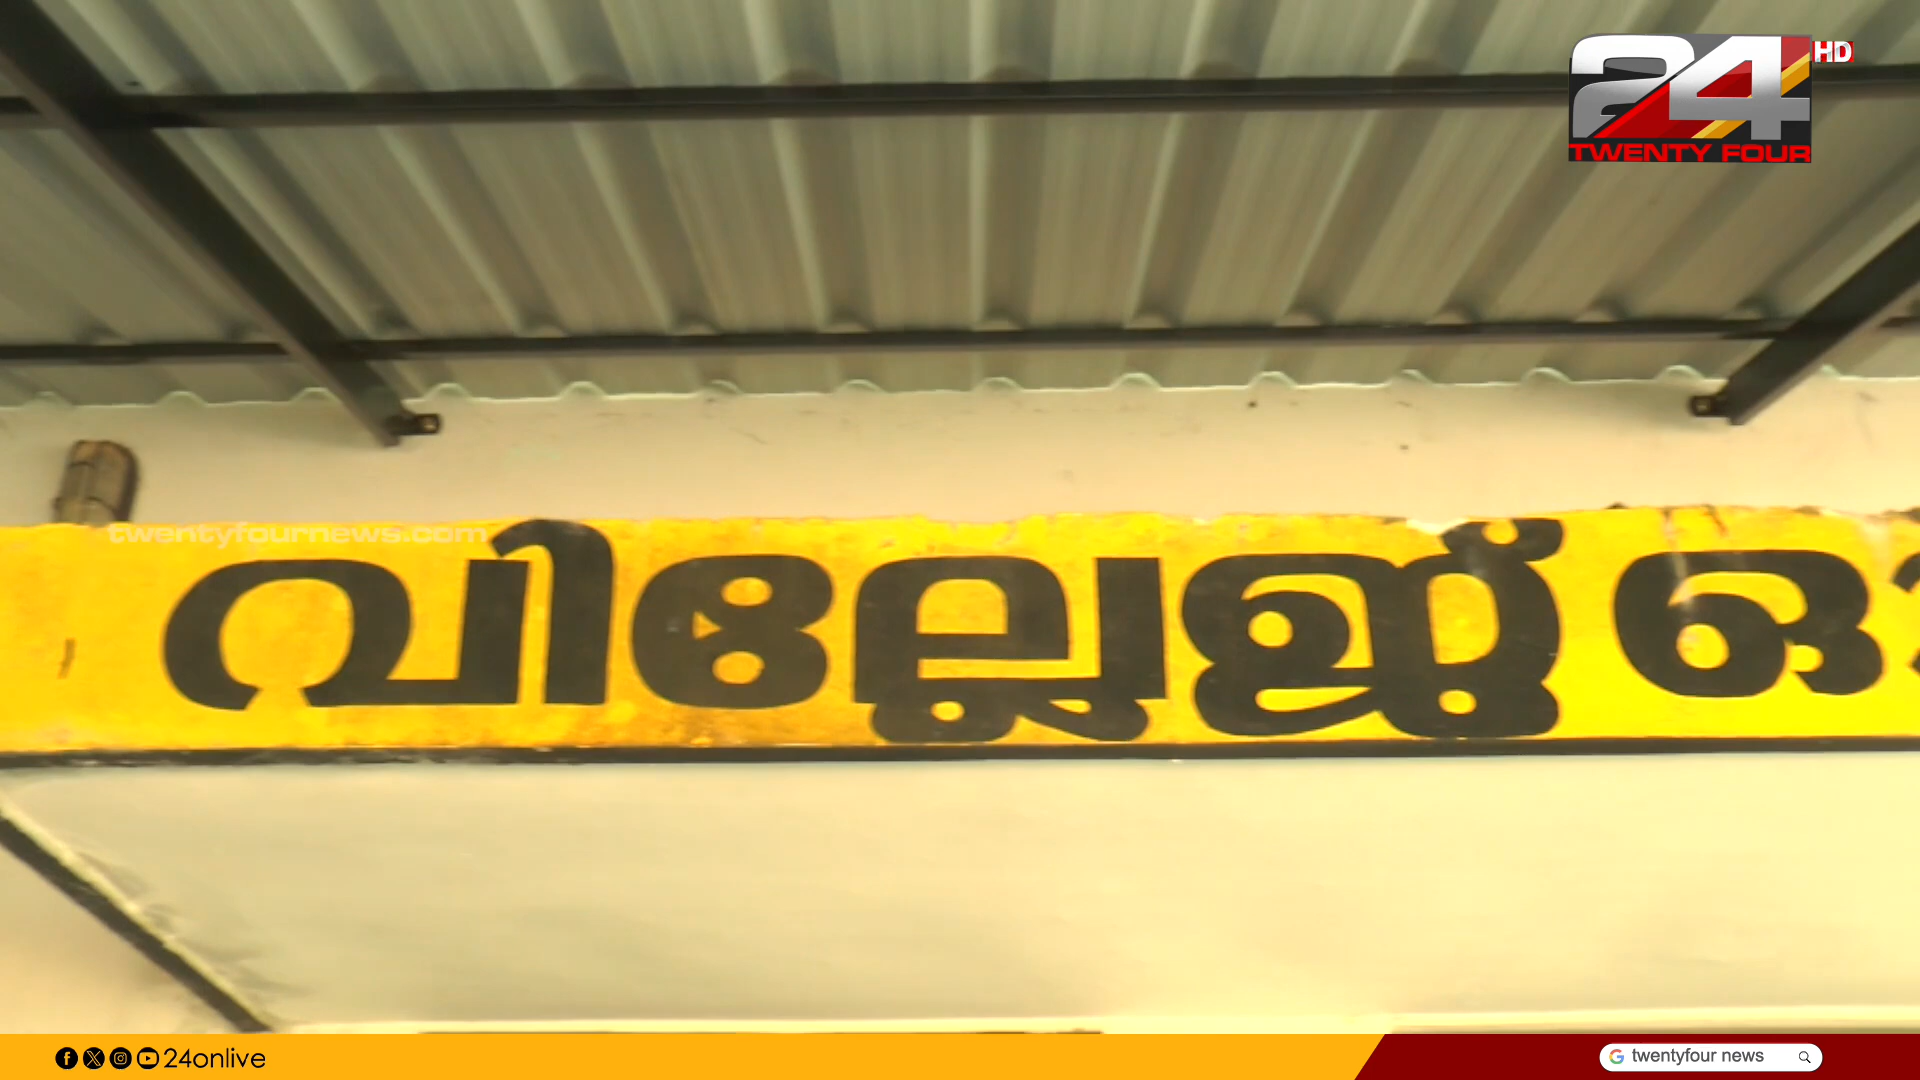 24 HD
TWENTY FOUR
twentyfournews.com
വില്ലേജ് ഓ
24onlive
twentyfour news